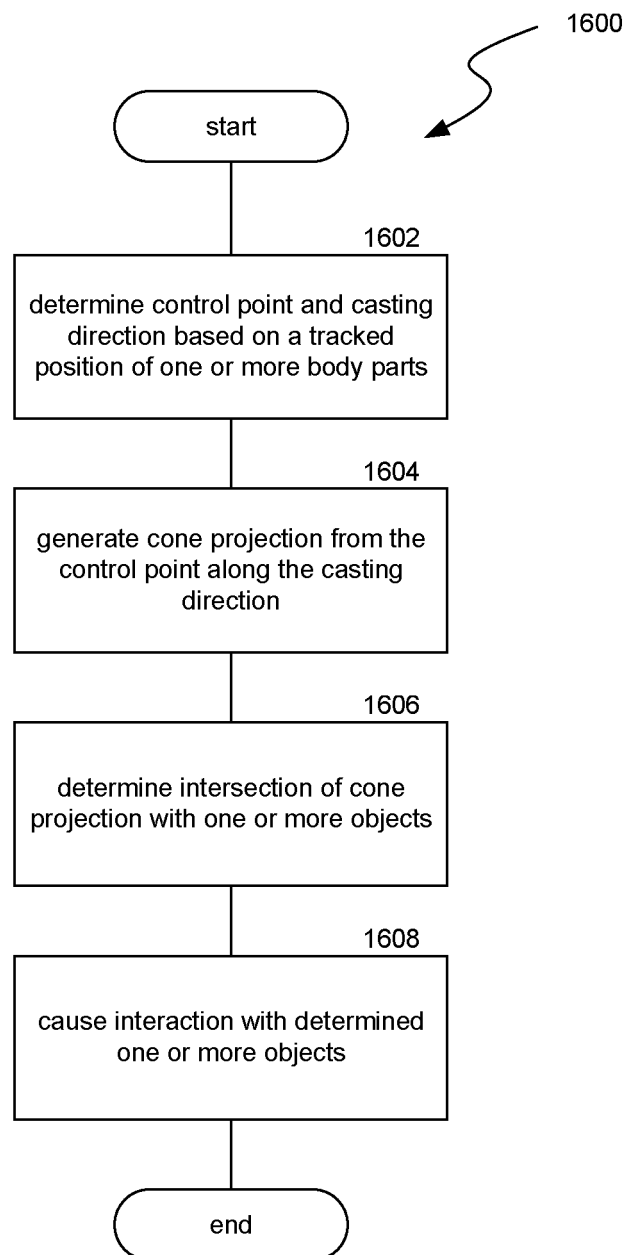 1600
start
1602
determine control point and casting
direction based on a tracked
position of one or more body parts
1604
generate cone projection from the
control point along the casting
direction
1606
determine intersection of cone
projection with one or more objects
1608
cause interaction with determined
one or more objects
end